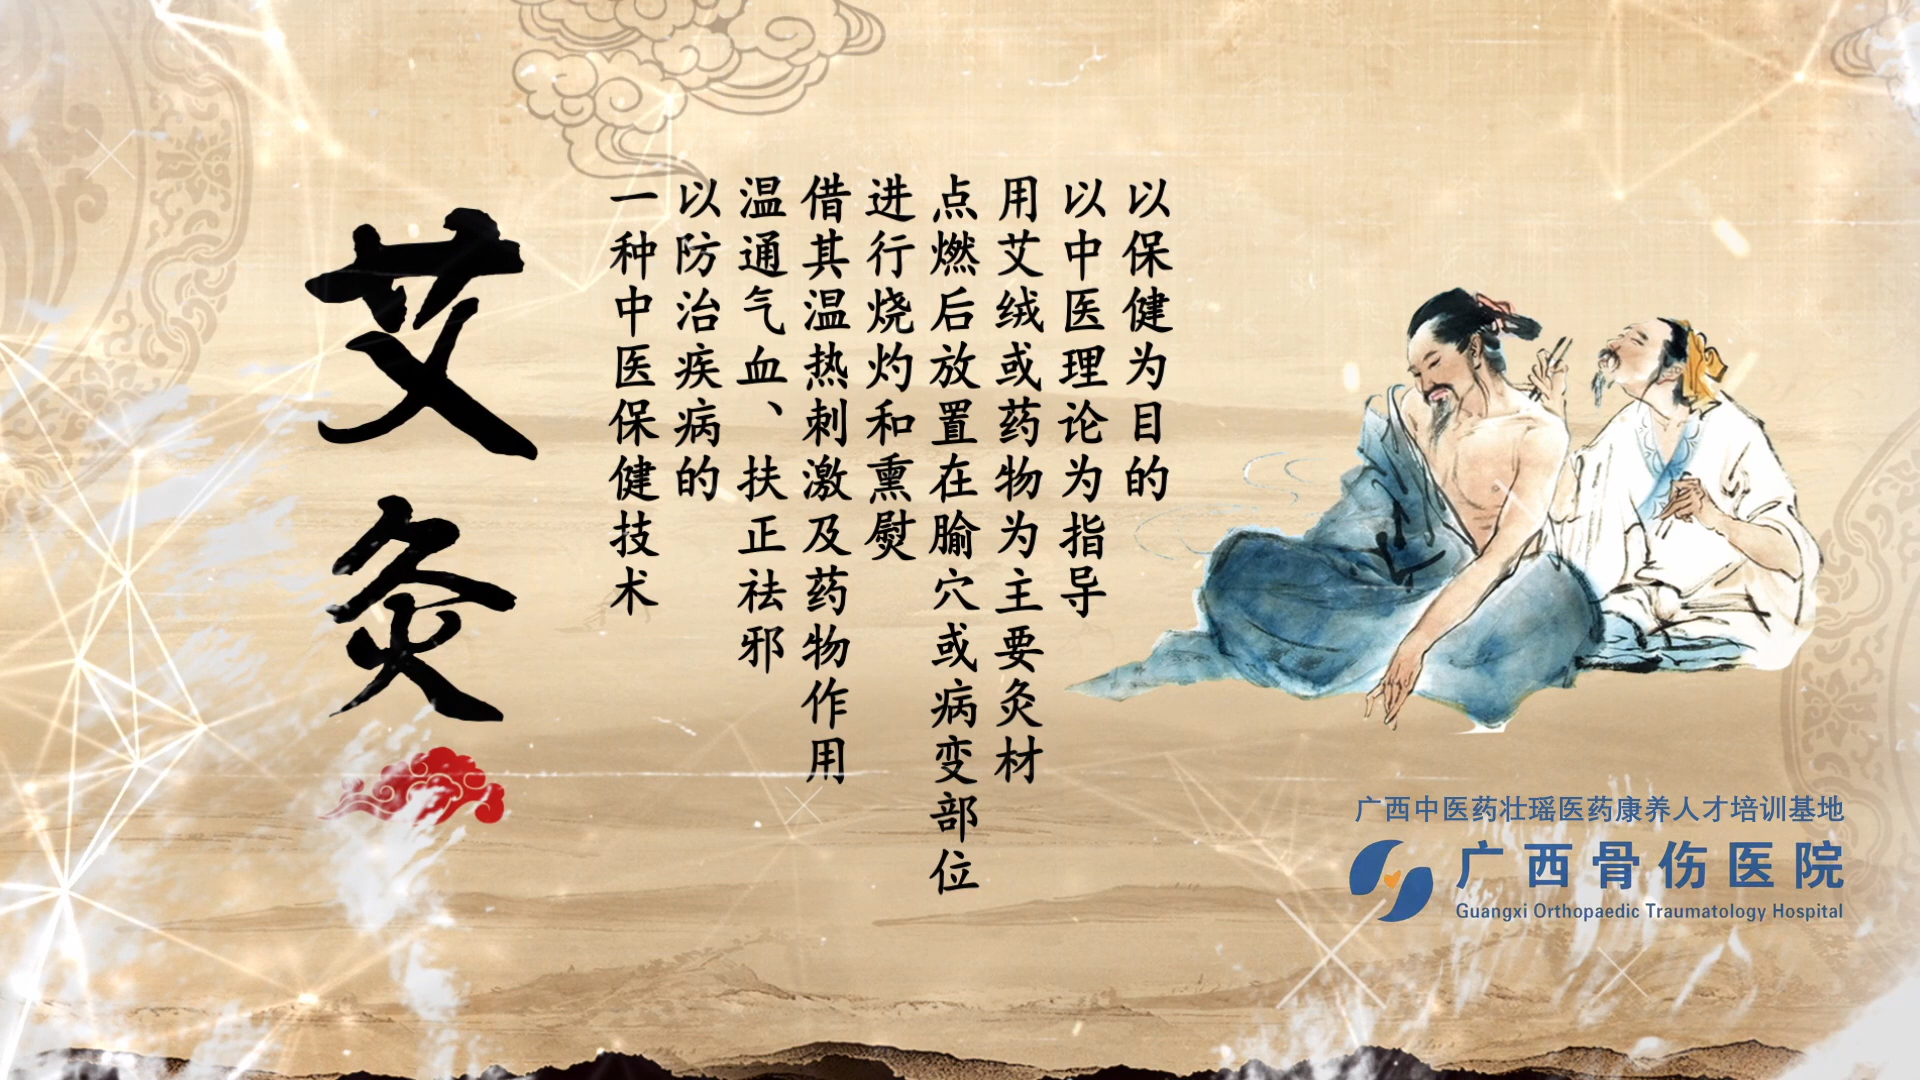 艾灸
以保健为目的
以中医理论为指导
用艾绒或药物为主要灸材
点燃后放置在腧穴或病变部位
进行烧灼和熏熨
借其温热刺激及药物作用
温通气血、扶正祛邪
以防治疾病的
一种中医保健技术
广西中医药壮瑶医药康养人才培训基地
广西骨伤医院
Guangxi Orthopaedic Traumatology Hospital